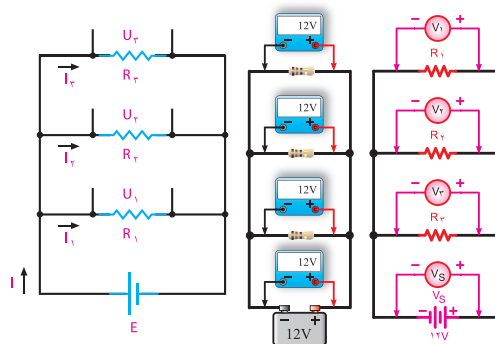 U۳
R۳
I۳
U۲
R۲
I۲
U۱
R۱
I۱
I
E
12V
− +
12V
− +
12V
− +
12V
− +
− +
12V
− V۱ +
R۱
− V۲ +
R۲
− V۳ +
R۳
− VS +
VS
− +
۱۲V